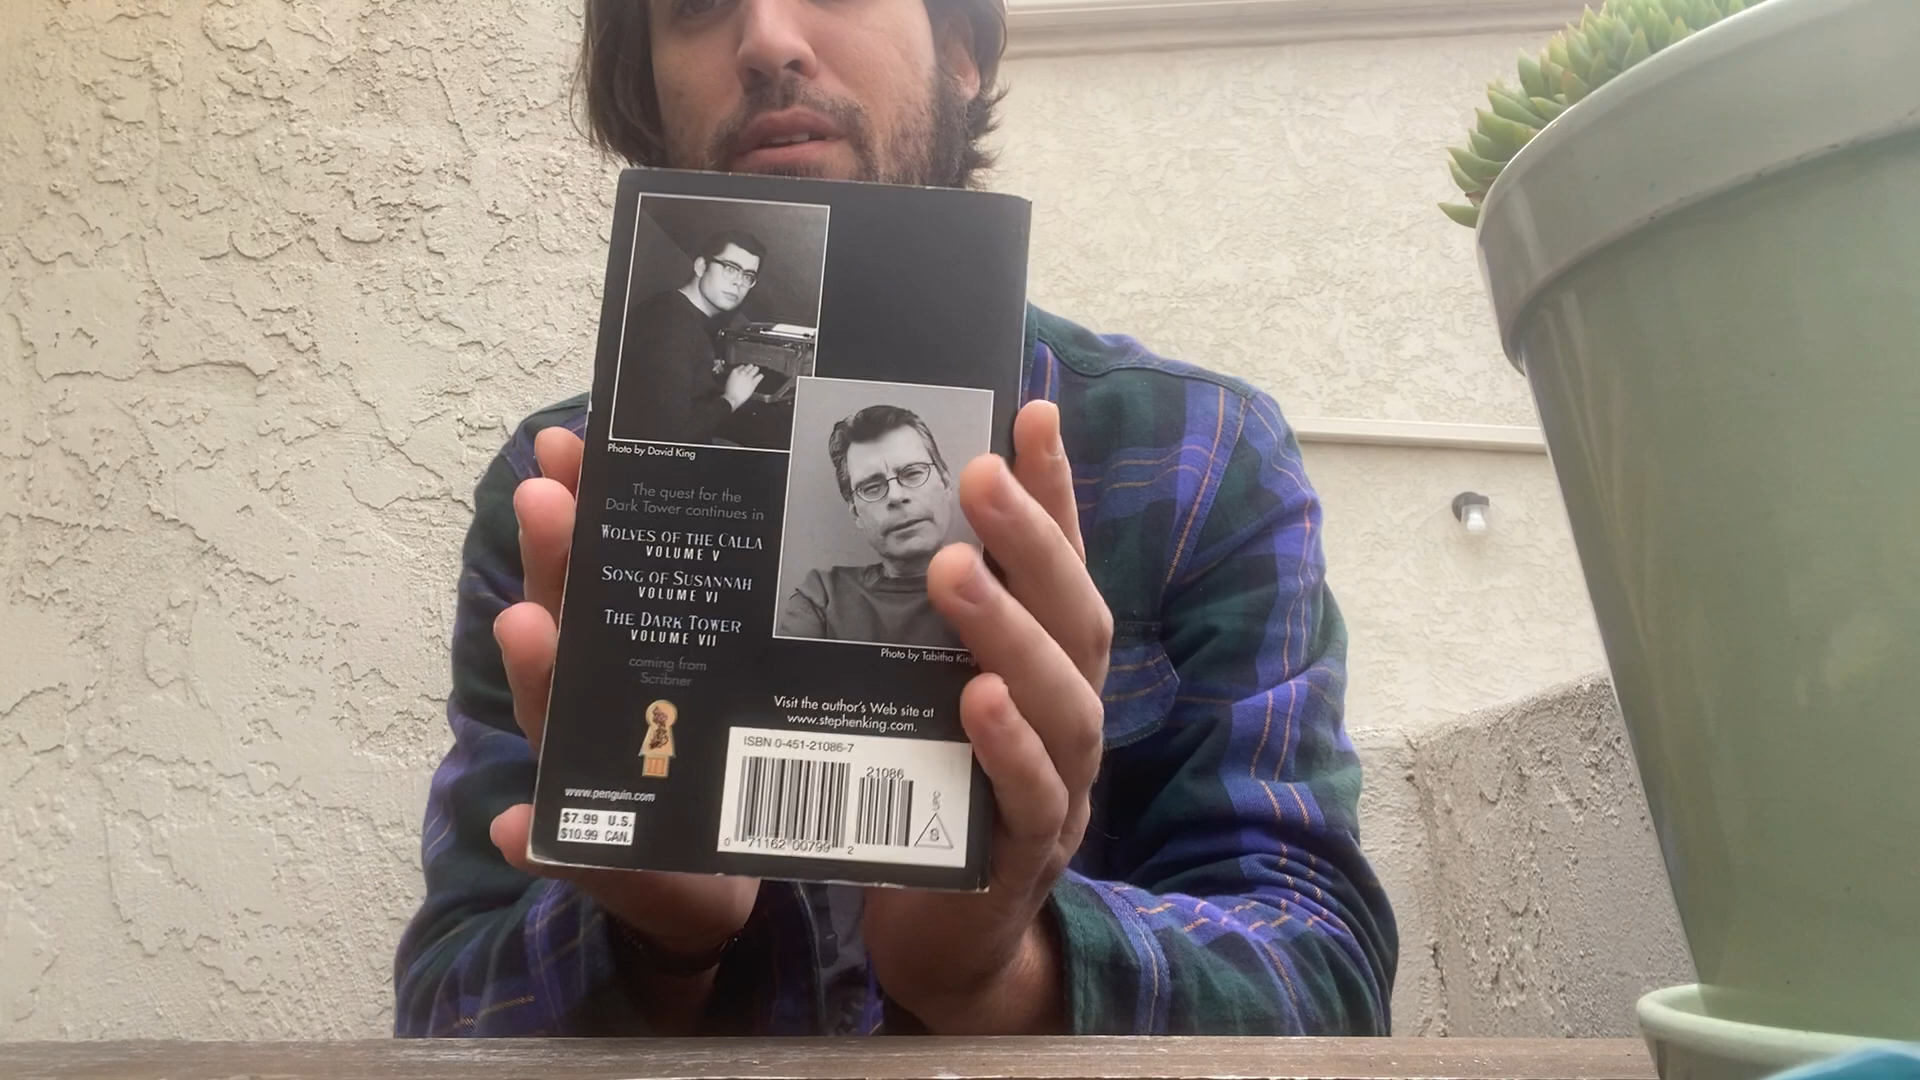 Photo by David King
The quest for the
Dark Tower continues in
WOLVES OF THE CALLA
VOLUME V
SONG OF SUSANNAH
VOLUME VI
THE DARK TOWER
VOLUME VII
coming from
Scribner
Photo by Tabitha King
Visit the author's Web site at
www.stephenking.com.
ISBN 0-451-21086-7
21086
0 71162 00799 2
UPC
S
www.penguin.com
$7.99 U.S.
$10.99 CAN.